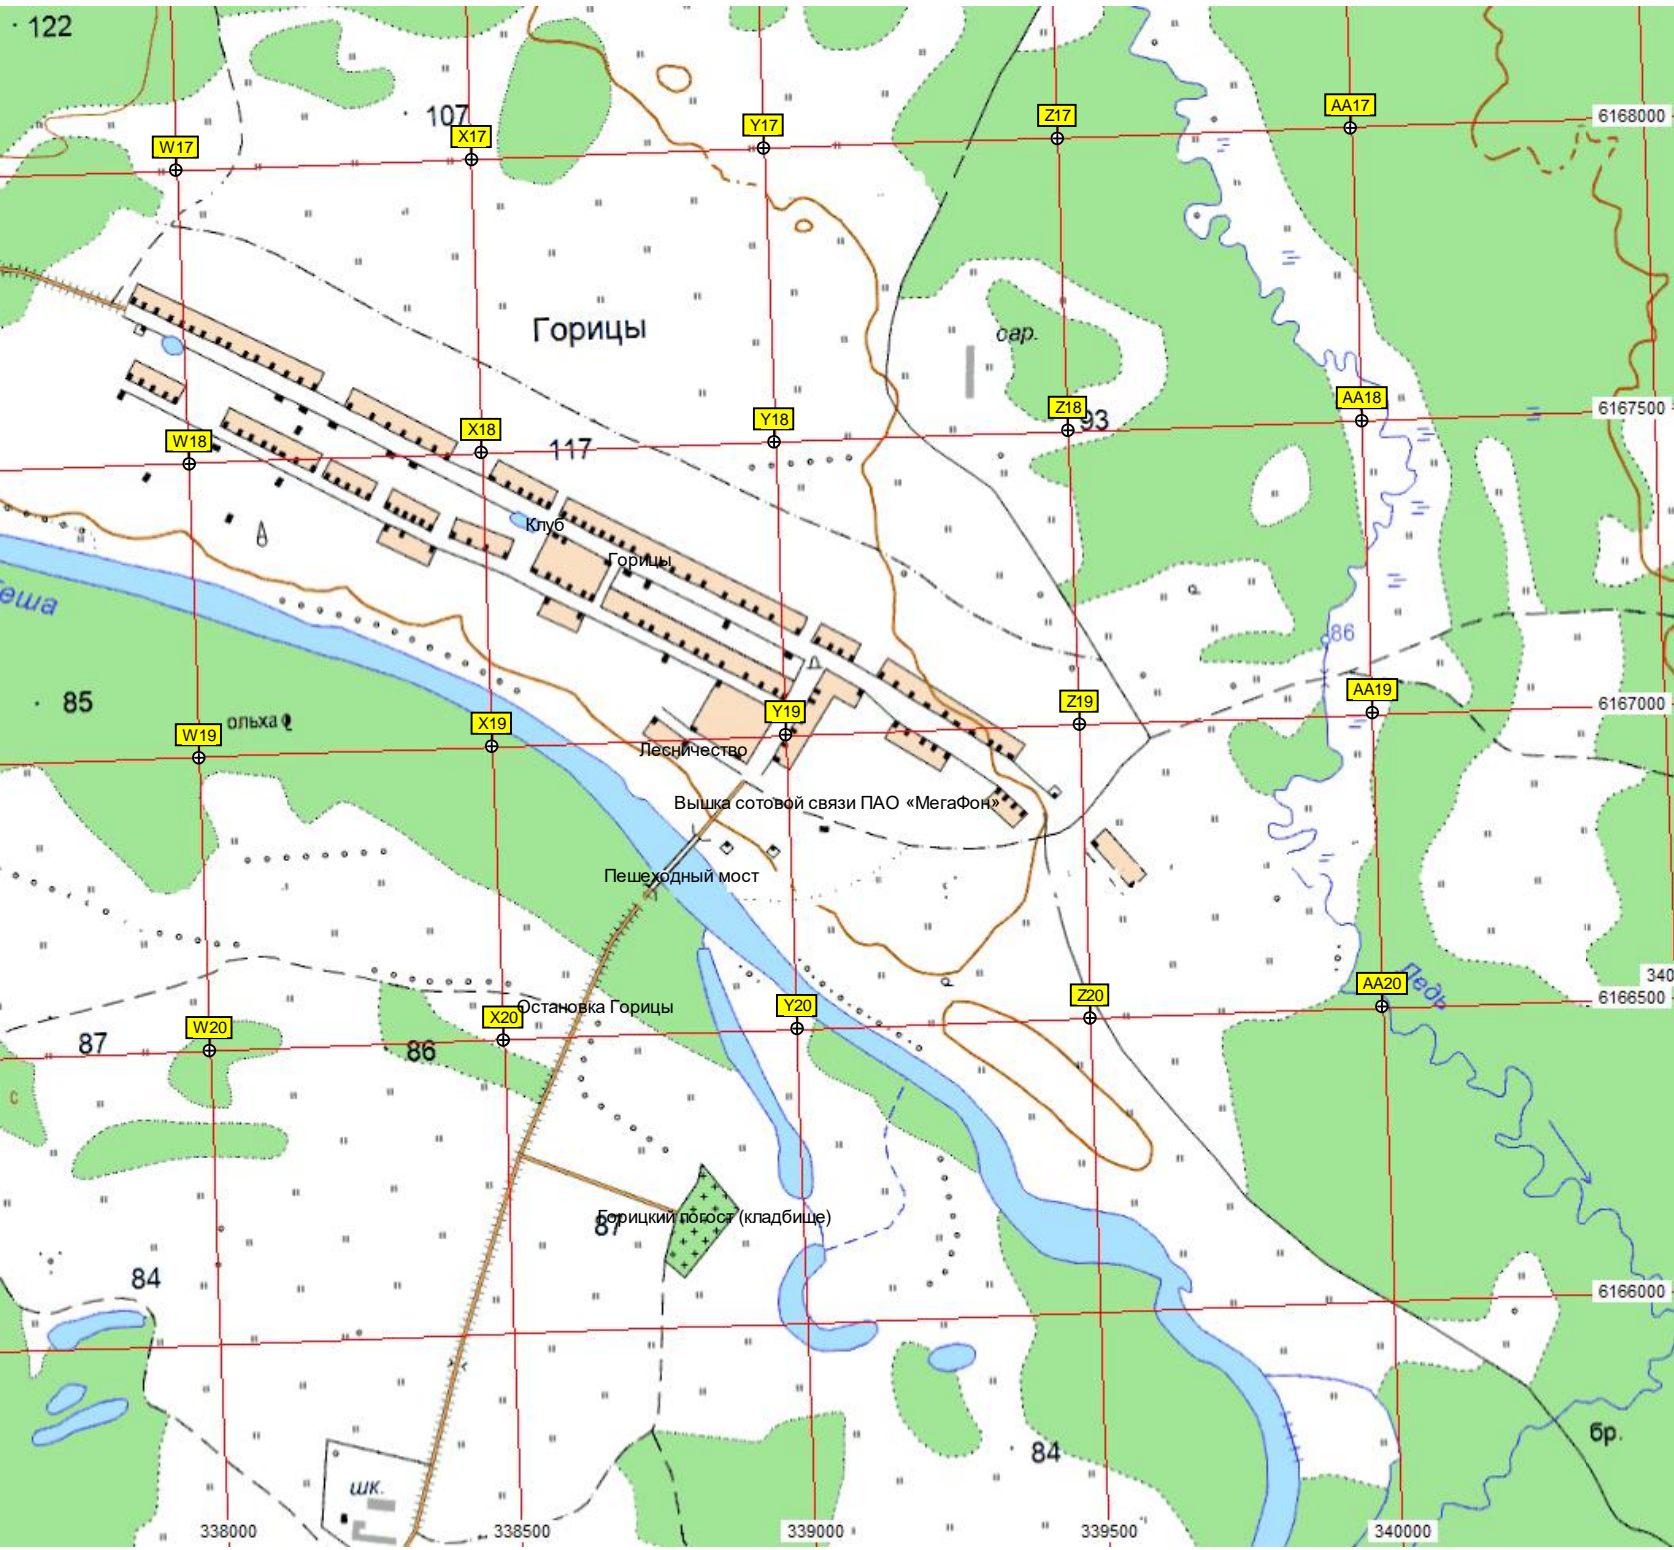 122
107
W17
X17
Y17
Z17
AA17
6168000
Горицы
сар.
93
W18
X18
117
Y18
Z18
AA18
6167500
Клуб
Горицы
86
еша
85
ольха
W19
X19
Y19
Z19
AA19
6167000
Лесничество
Вышка сотовой связи ПАО «МегаФон»
Пешеходный мост
Ледь
340
87
W20
86
X20
Остановка Горицы
Y20
Z20
AA20
6166500
с
87
Горицкий погост (кладбище)
84
6166000
84
бр.
шк.
338000
338500
339000
339500
340000